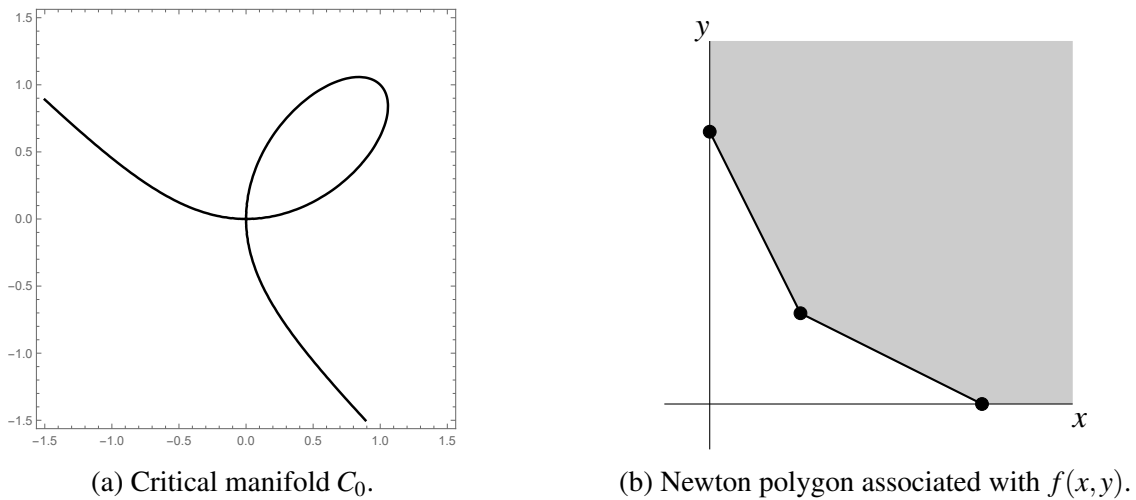 1.5
1.0
0.5
0.0
−0.5
−1.0
−1.5
−1.5 −1.0 −0.5 0.0 0.5 1.0 1.5
(a) Critical manifold C₀.
y
x
(b) Newton polygon associated with f(x,y).